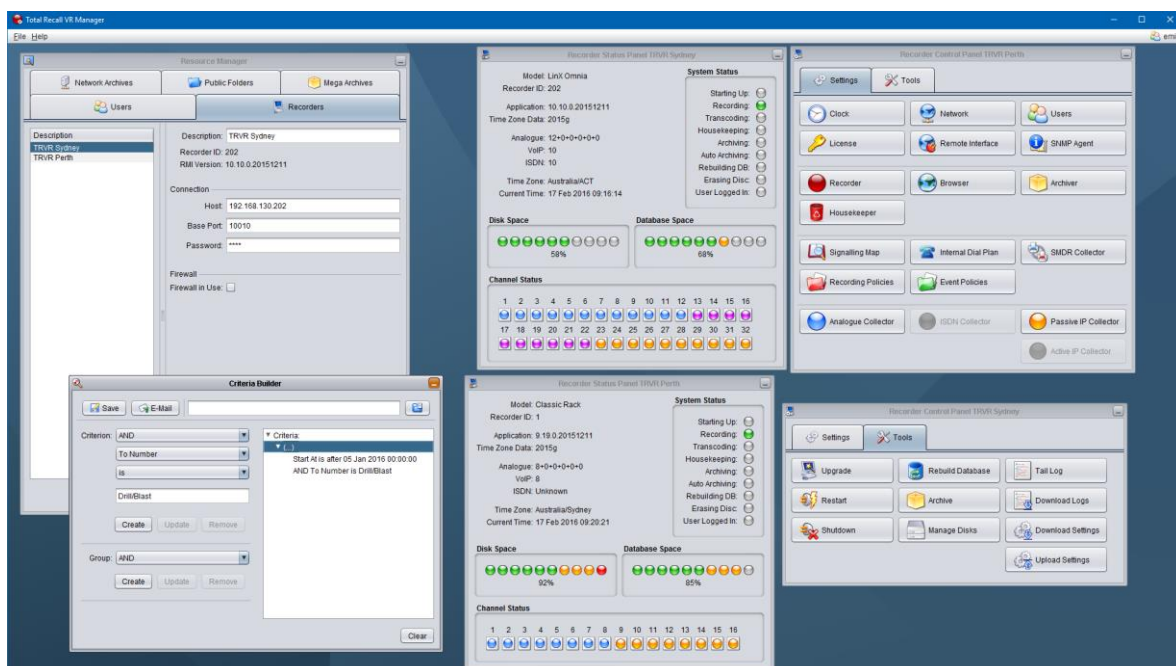 Total Recall VR Manager
File Help
emil
Resource Manager
Network Archives Public Folders Mega Archives
Users Recorders
Description
TRVR Sydney
TRVR Perth
Description: TRVR Sydney
Recorder ID: 202
RMI Version: 10.10.0.20151211
Connection
Host: 192.168.130.202
Base Port: 10010
Password: ****
Firewall
Firewall in Use:
Criteria Builder
Save E-Mail
Criterion: AND
To Number
is
Drill/Blast
Create Update Remove
Group: AND
Create Update Remove
Criteria:
(...)
Start At is after 05 Jan 2016 00:00:00
AND To Number is Drill/Blast
Clear
Recorder Status Panel TRVR Sydney
Model: LinX Omnia
Recorder ID: 202
Application: 10.10.0.20151211
Time Zone Data: 2015g
Analogue: 12+0+0+0+0+0
VoIP: 10
ISDN: 10
Time Zone: Australia/ACT
Current Time: 17 Feb 2016 09:16:14
System Status
Starting Up:
Recording:
Transcoding:
Housekeeping:
Archiving:
Auto Archiving:
Rebuilding DB:
Erasing Disc:
User Logged In:
Disk Space
58%
Database Space
68%
Channel Status
1 2 3 4 5 6 7 8 9 10 11 12 13 14 15 16
17 18 19 20 21 22 23 24 25 26 27 28 29 30 31 32
Recorder Status Panel TRVR Perth
Model: Classic Rack
Recorder ID: 1
Application: 9.19.0.20151211
Time Zone Data: 2015g
Analogue: 8+0+0+0+0+0
VoIP: 8
ISDN: Unknown
Time Zone: Australia/Sydney
Current Time: 17 Feb 2016 09:20:21
System Status
Starting Up:
Recording:
Transcoding:
Housekeeping:
Archiving:
Auto Archiving:
Rebuilding DB:
Erasing Disc:
User Logged In:
Disk Space
92%
Database Space
85%
Channel Status
1 2 3 4 5 6 7 8 9 10 11 12 13 14 15 16
Recorder Control Panel TRVR Perth
Settings Tools
Clock Network Users
License Remote Interface SNMP Agent
Recorder Browser Archiver
Housekeeper
Signalling Map Internal Dial Plan SMDR Collector
Recording Policies Event Policies
Analogue Collector ISDN Collector Passive IP Collector
Active IP Collector
Recorder Control Panel TRVR Sydney
Settings Tools
Upgrade Rebuild Database Tail Log
Restart Archive Download Logs
Shutdown Manage Disks Download Settings
Upload Settings